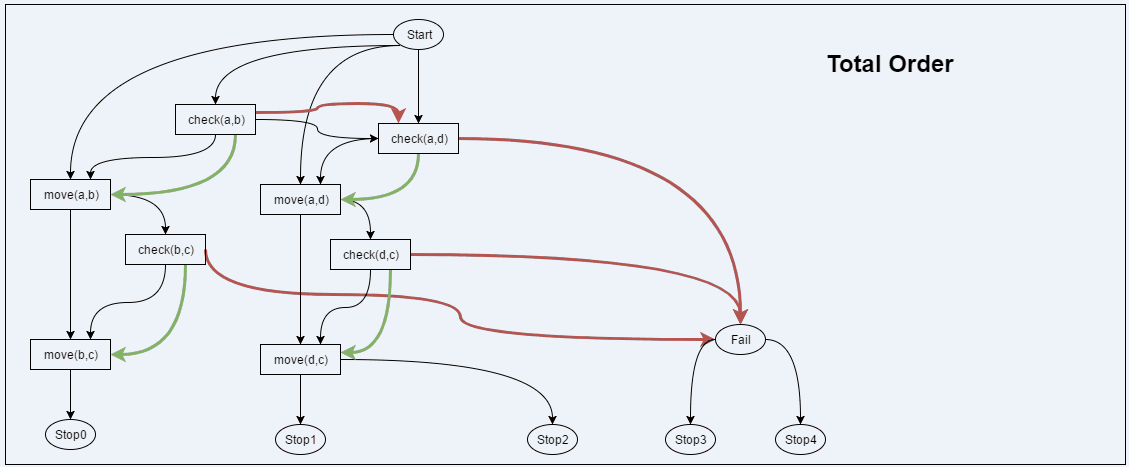 Start
Total Order
check(a,b)
check(a,d)
move(a,b)
move(a,d)
check(b,c)
check(d,c)
Fail
move(b,c)
move(d,c)
Stop0
Stop1
Stop2
Stop3
Stop4